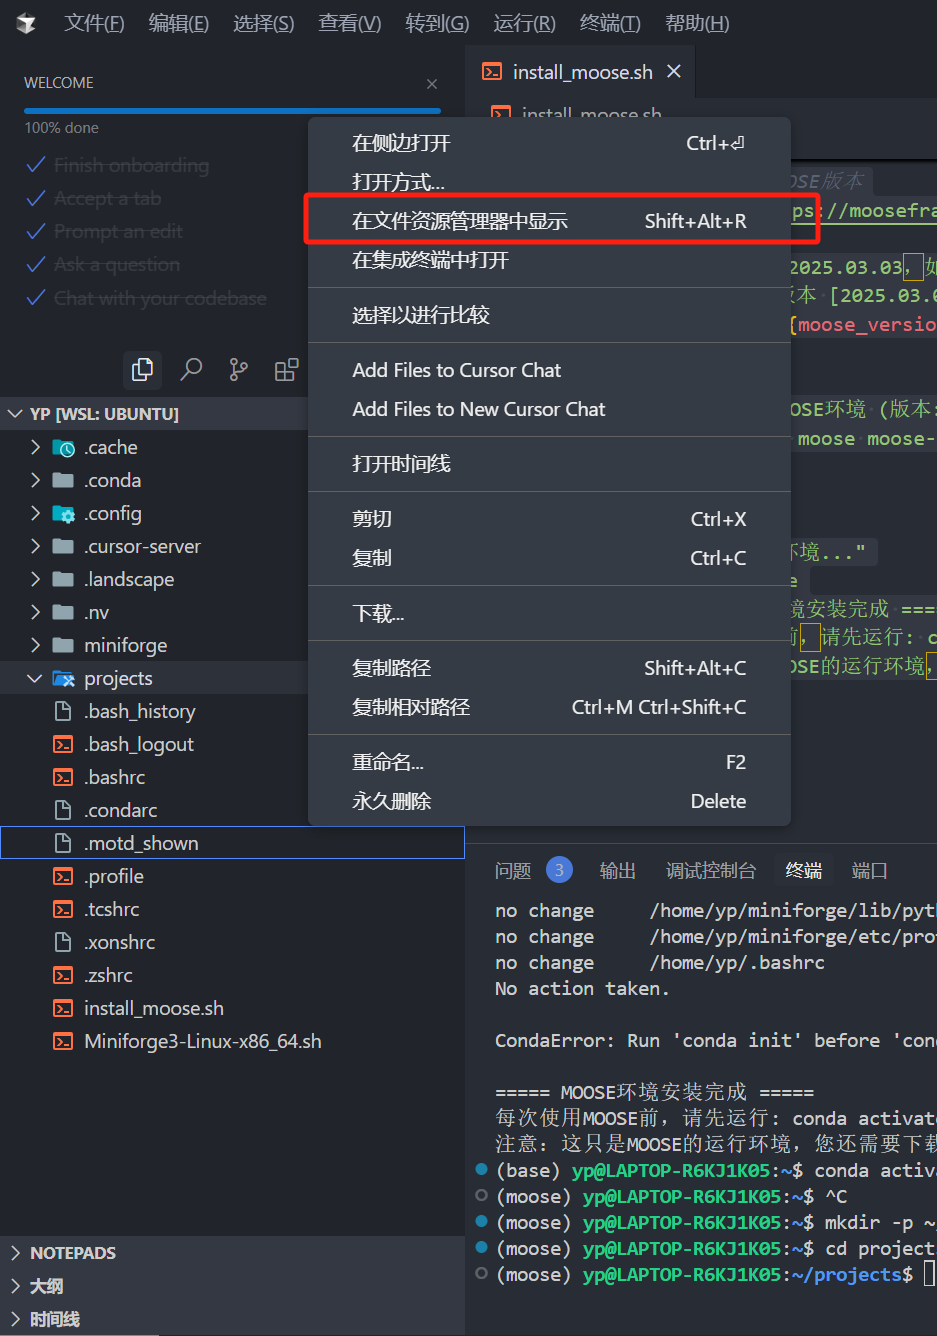 文件(F) 编辑(E) 选择(S) 查看(V) 转到(G) 运行(R) 终端(T) 帮助(H)
WELCOME
100% done
Finish onboarding
Accept a tab
Prompt an edit
Ask a question
Chat with your codebase
YP [WSL: UBUNTU]
.cache
.conda
.config
.cursor-server
.landscape
.nv
miniforge
projects
.bash_history
.bash_logout
.bashrc
.condarc
.motd_shown
.profile
.tcshrc
.xonshrc
.zshrc
install_moose.sh
Miniforge3-Linux-x86_64.sh
NOTEPADS
大纲
时间线
install_moose.sh
install_moose.sh
在侧边打开 Ctrl+⏎
打开方式...
在文件资源管理器中显示 Shift+Alt+R
在集成终端中打开
选择以进行比较
Add Files to Cursor Chat
Add Files to New Cursor Chat
打开时间线
剪切 Ctrl+X
复制 Ctrl+C
下载...
复制路径 Shift+Alt+C
复制相对路径 Ctrl+M Ctrl+Shift+C
重命名... F2
永久删除 Delete
OSE版本
ps://moosefra
2025.03.03，如
版本 [2025.03.0
{moose_versio
OSE环境 (版本:
moose moose-
环境..."
e
境安装完成 ===
前，请先运行: c
OSE的运行环境，
问题 3 输出 调试控制台 终端 端口
no change /home/yp/miniforge/lib/pyt
no change /home/yp/miniforge/etc/pro
no change /home/yp/.bashrc
No action taken.
CondaError: Run 'conda init' before 'con
===== MOOSE环境安装完成 =====
每次使用MOOSE前，请先运行: conda activat
注意: 这只是MOOSE的运行环境，您还需要下载
(base) yp@LAPTOP-R6KJ1K05:~$ conda activ
(moose) yp@LAPTOP-R6KJ1K05:~$ ^C
(moose) yp@LAPTOP-R6KJ1K05:~$ mkdir -p ~
(moose) yp@LAPTOP-R6KJ1K05:~$ cd project
(moose) yp@LAPTOP-R6KJ1K05:~/projects$